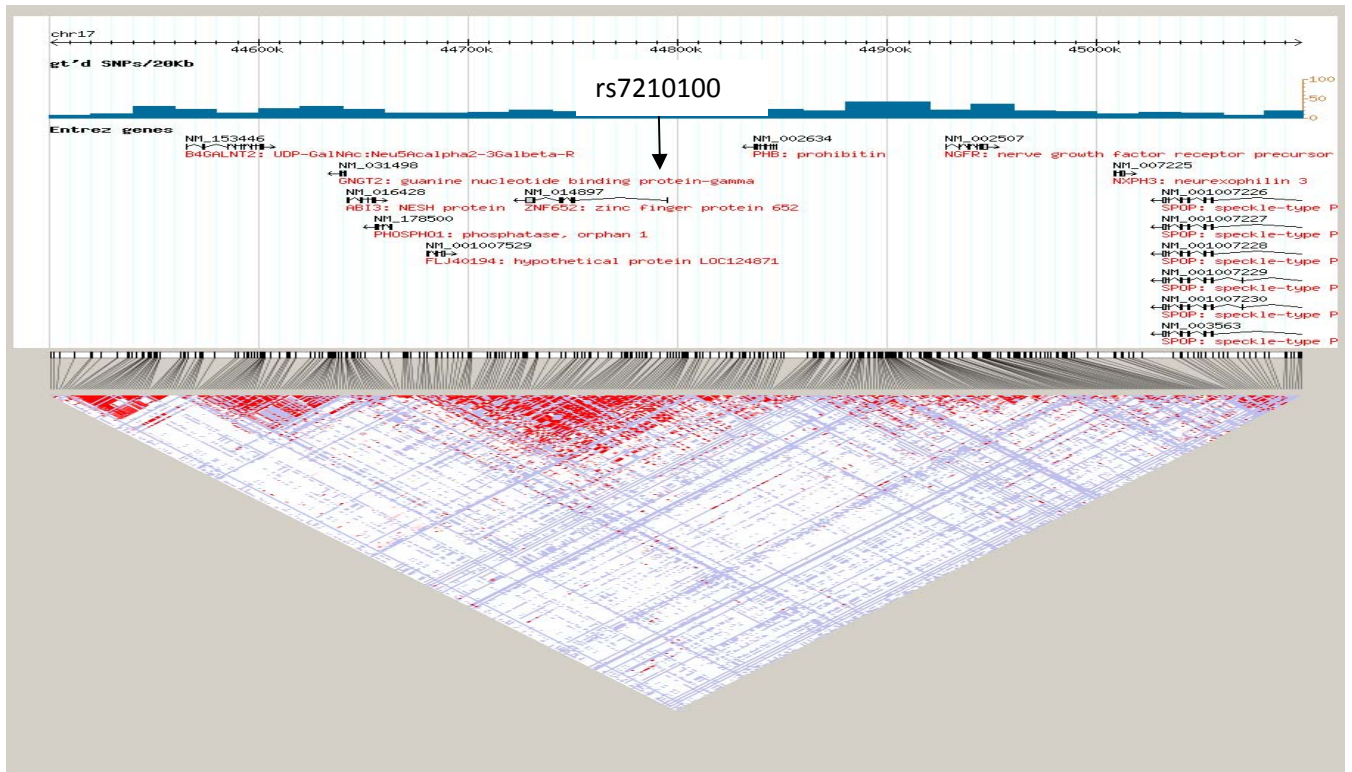 chr17
44600k 44700k 44800k 44900k 45000k
gt'd SNPs/20Kb
rs7210100
100
50
0
Entrez genes
NM_153446 NM_002634 NM_002507
B4GALNT2: UDP-GalNAc:Neu5Acalpha2-3Galbeta-R PHB: prohibitin NGFR: nerve growth factor receptor precursor
NM_031498 NM_007225
GNGT2: guanine nucleotide binding protein-gamma NXPH3: neurexophilin 3
NM_016428 NM_014897 NM_001007226
ABI3: NESH protein ZNF652: zinc finger protein 652 SPOP: speckle-type P
NM_178500 NM_001007227
PHOSPHO1: phosphatase, orphan 1 SPOP: speckle-type P
NM_001007529 NM_001007228
FLJ40194: hypothetical protein LOC124871 SPOP: speckle-type P
NM_001007229
SPOP: speckle-type P
NM_001007230
SPOP: speckle-type P
NM_003563
SPOP: speckle-type P